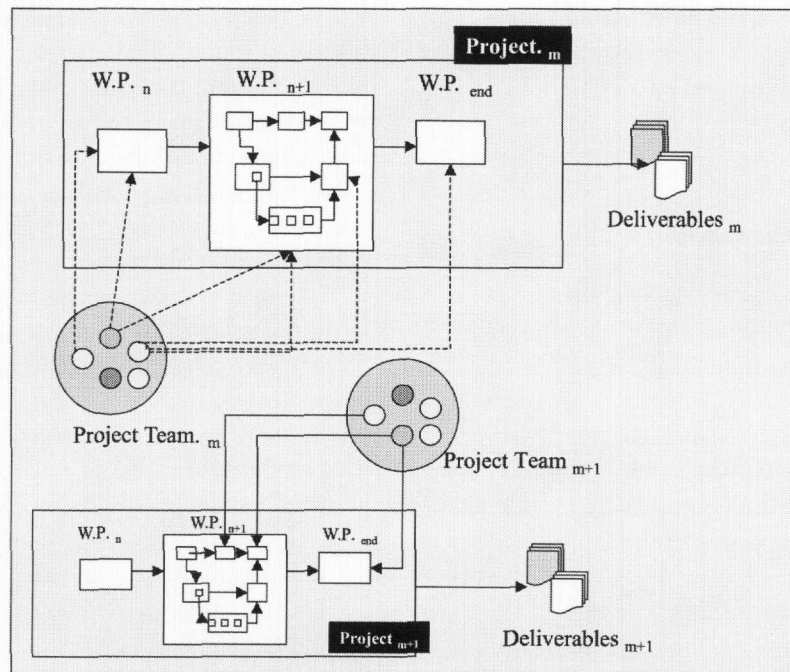 Project. m
W.P. n
W.P. n+1
W.P. end
Deliverables m
Project Team. m
Project Team m+1
W.P. n
W.P. n+1
W.P. end
Project m+1
Deliverables m+1